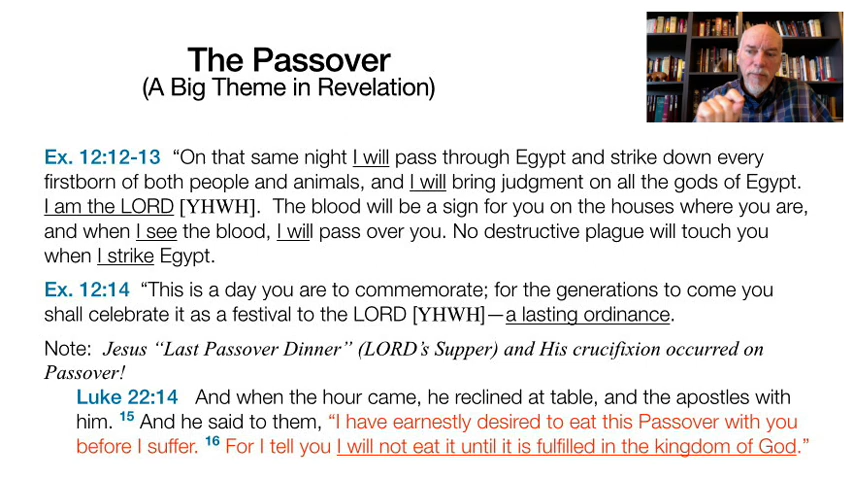 The Passover
(A Big Theme in Revelation)
Ex. 12:12-13 “On that same night I will pass through Egypt and strike down every
firstborn of both people and animals, and I will bring judgment on all the gods of Egypt.
I am the LORD [YHWH]. The blood will be a sign for you on the houses where you are,
and when I see the blood, I will pass over you. No destructive plague will touch you
when I strike Egypt.
Ex. 12:14 “This is a day you are to commemorate; for the generations to come you
shall celebrate it as a festival to the LORD [YHWH]—a lasting ordinance.
Note: Jesus “Last Passover Dinner” (LORD’s Supper) and His crucifixion occurred on
Passover!
Luke 22:14 And when the hour came, he reclined at table, and the apostles with
him. 15 And he said to them, “I have earnestly desired to eat this Passover with you
before I suffer. 16 For I tell you I will not eat it until it is fulfilled in the kingdom of God.”